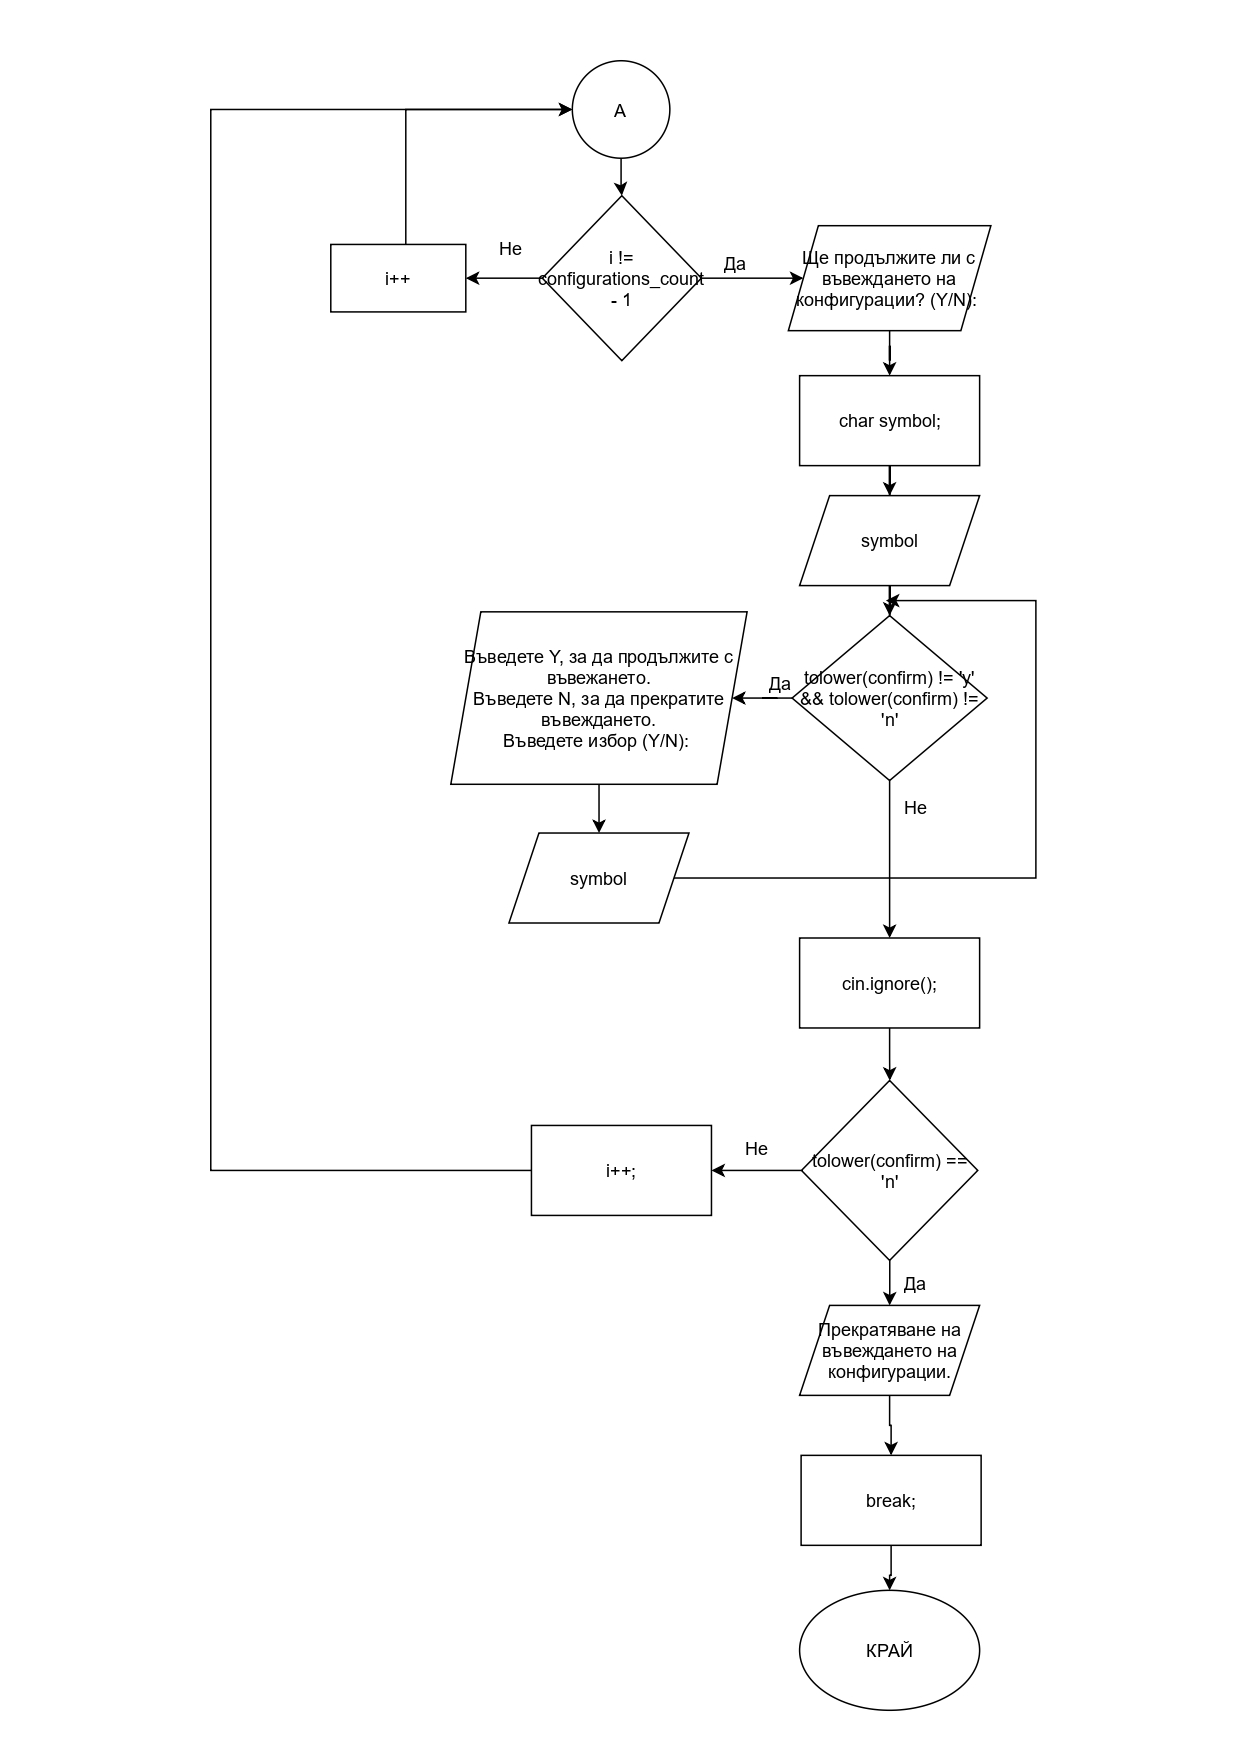 A
i !=
configurations_count
- 1
Не
i++
Да
Ще продължите ли с
въвеждането на
конфигурации? (Y/N):
char symbol;
symbol
tolower(confirm) != 'y'
&& tolower(confirm) !=
'n'
Да
Въведете Y, за да продължите с
въвежането.
Въведете N, за да прекратите
въвеждането.
Въведете избор (Y/N):
symbol
Не
cin.ignore();
tolower(confirm) ==
'n'
Не
i++;
Да
Прекратяване на
въвеждането на
конфигурации.
break;
КРАЙ